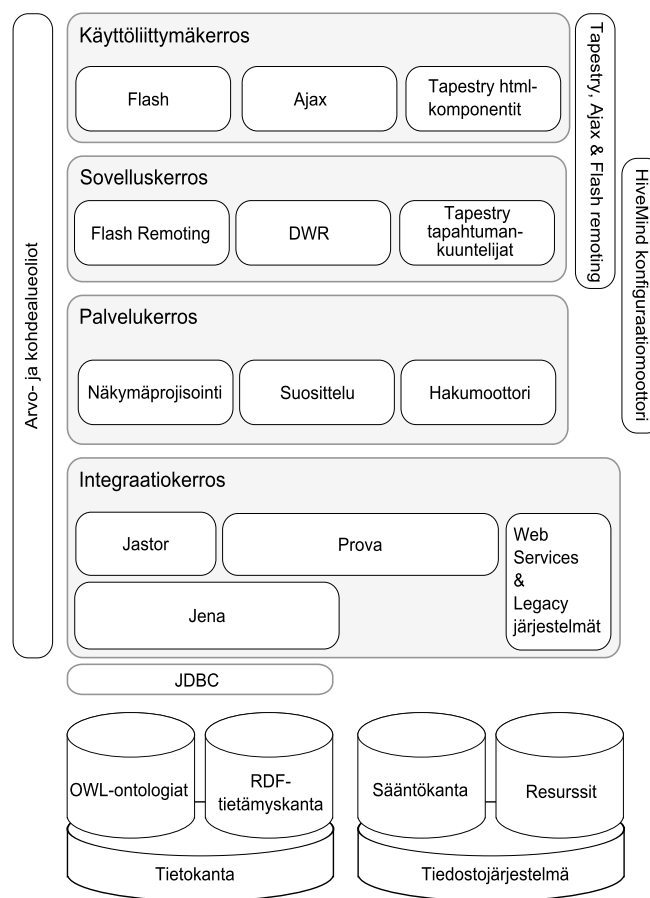 Käyttöliittymäkerros
Flash
Ajax
Tapestry html-
komponentit
Tapestry, Ajax & Flash remoting
HiveMind konfiguraatiomoottori
Arvo- ja kohdealueoliot
Sovelluskerros
Flash Remoting
DWR
Tapestry
tapahtuman-
kuuntelijat
Palvelukerros
Näkymäprojisointi
Suosittelu
Hakumoottori
Integraatiokerros
Jastor
Prova
Web
Services
&
Legacy
järjestelmät
Jena
JDBC
OWL-ontologiat
RDF-
tietämyskanta
Sääntökanta
Resurssit
Tietokanta
Tiedostojärjestelmä